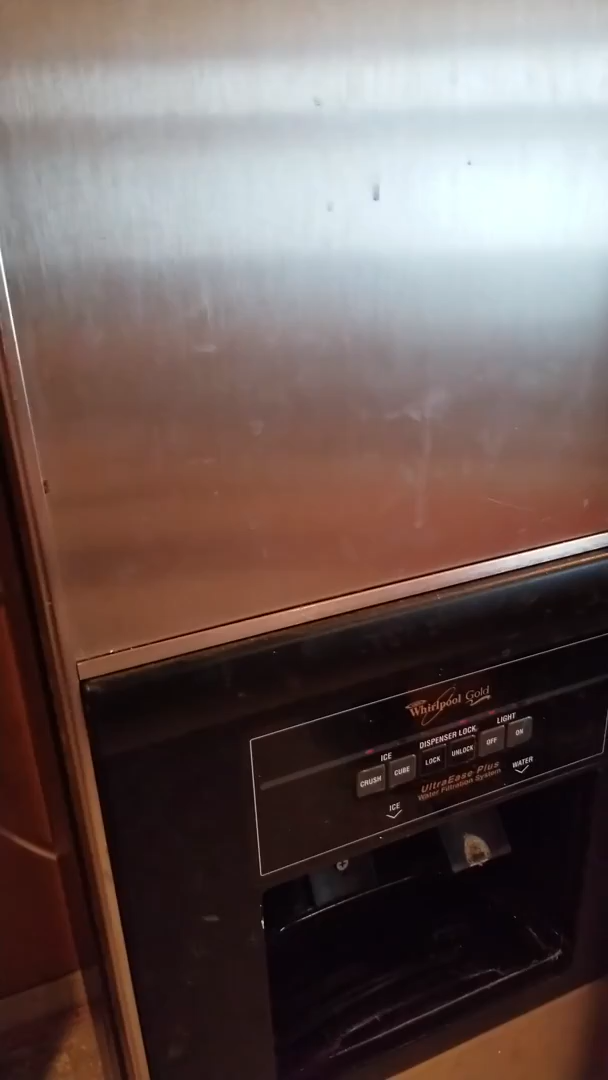 Whirlpool Gold
ICE
DISPENSER LOCK
LIGHT
CRUSH
CUBE
LOCK
UNLOCK
OFF
ON
UltraEase Plus
Water Filtration System
ICE
WATER